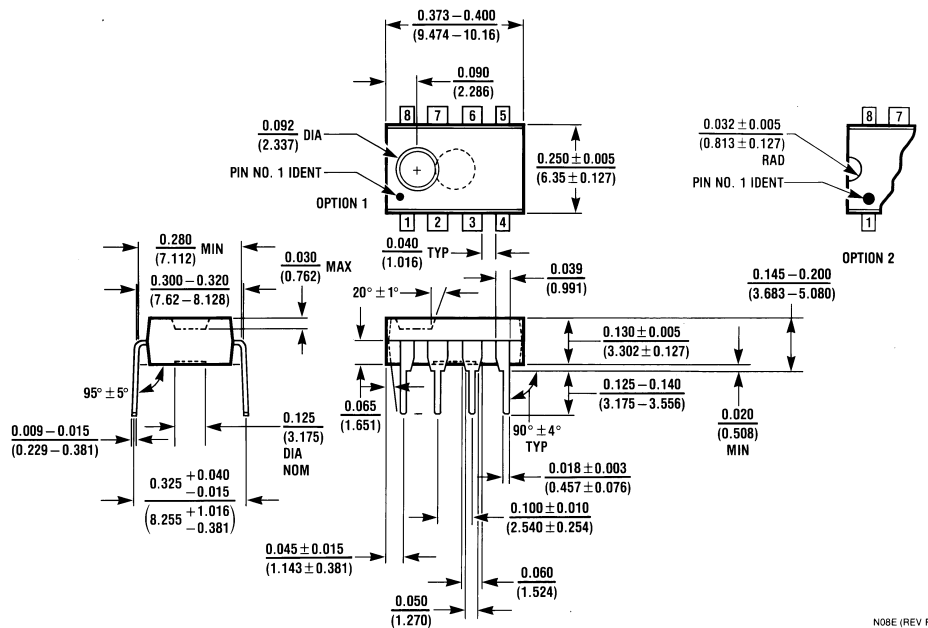 0.373 – 0.400
(9.474 – 10.16)
0.090
(2.286)
8 7 6 5
0.092 DIA
(2.337)
PIN NO. 1 IDENT
OPTION 1
+
0.250 ± 0.005
(6.35 ± 0.127)
1 2 3 4
0.032 ± 0.005
(0.813 ± 0.127)
RAD
PIN NO. 1 IDENT
8 7
1
OPTION 2
0.280 MIN
(7.112)
0.030 MAX
(0.762)
0.300 – 0.320
(7.62 – 8.128)
0.040 TYP
(1.016)
0.039
(0.991)
0.145 – 0.200
(3.683 – 5.080)
20° ± 1°
0.130 ± 0.005
(3.302 ± 0.127)
95° ± 5°
0.065
(1.651)
0.125 – 0.140
(3.175 – 3.556)
0.020
(0.508)
MIN
90° ± 4°
TYP
0.009 – 0.015
(0.229 – 0.381)
0.125
(3.175)
DIA
NOM
0.018 ± 0.003
(0.457 ± 0.076)
0.325 +0.040
−0.015
(8.255 +1.016
−0.381)
0.100 ± 0.010
(2.540 ± 0.254)
0.045 ± 0.015
(1.143 ± 0.381)
0.060
(1.524)
0.050
(1.270)
N08E (REV F